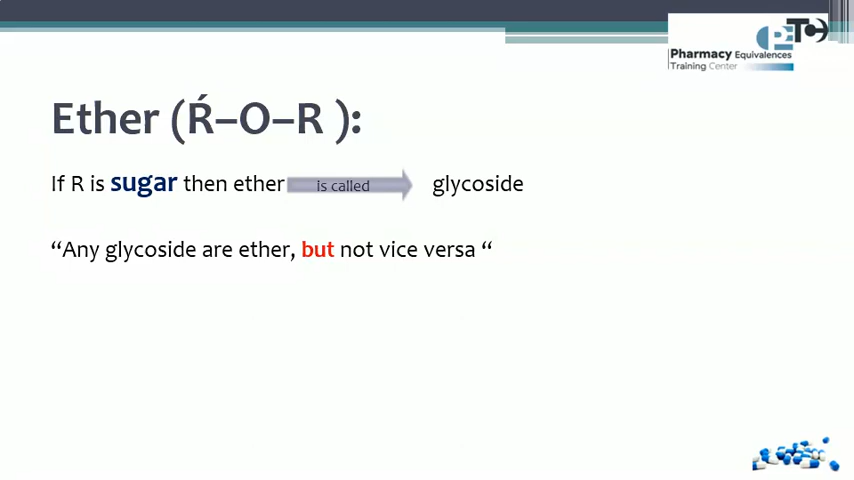 PETC
Pharmacy Equivalences
Training Center
Ether (Ŕ–O–R ):
If R is sugar then ether is called glycoside
“Any glycoside are ether, but not vice versa “